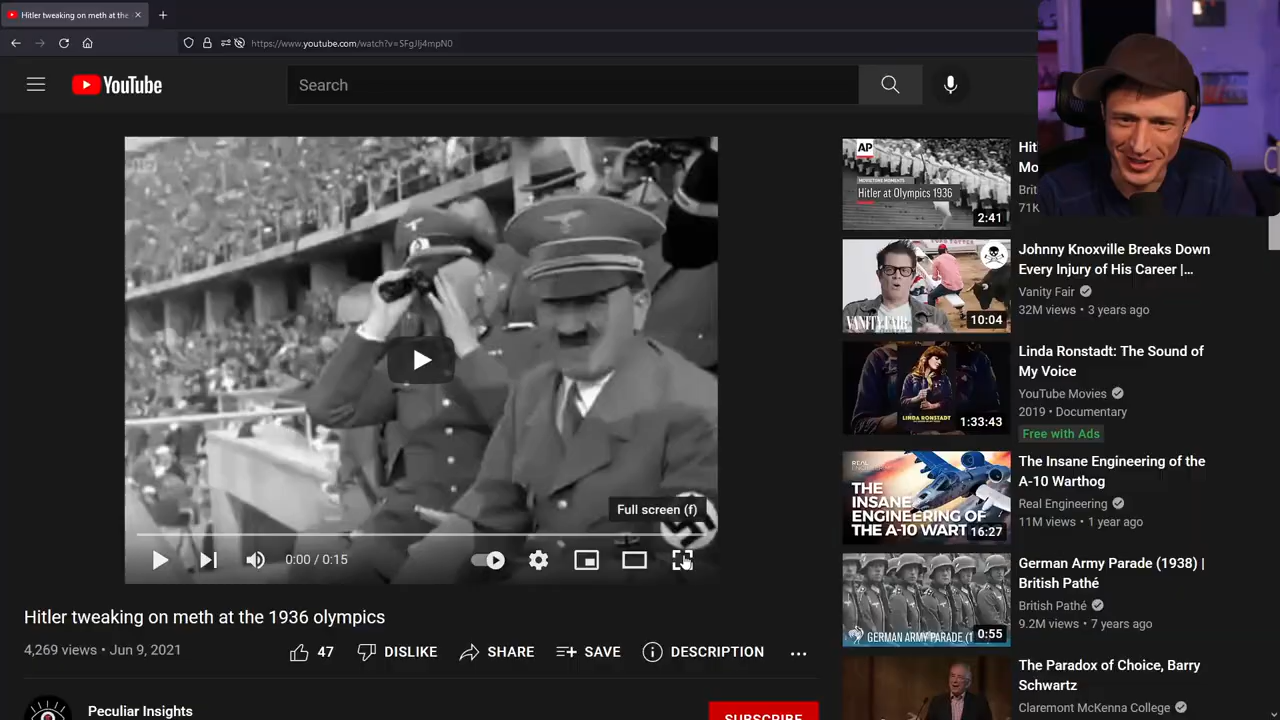 Hitler tweaking on meth at the
https://www.youtube.com/watch?v=SFgJlj4mpN0
YouTube
Search
Full screen (f)
0:00 / 0:15
Hitler tweaking on meth at the 1936 olympics
4,269 views • Jun 9, 2021
47
DISLIKE
SHARE
SAVE
DESCRIPTION
Peculiar Insights
SUBSCRIBE
AP
Hitler at Olympics 1936
2:41
Hit
Mo
Brit
71K
VANITY FAIR
10:04
Johnny Knoxville Breaks Down
Every Injury of His Career |…
Vanity Fair
32M views • 3 years ago
LINDA RONSTADT:
1:33:43
Linda Ronstadt: The Sound of
My Voice
YouTube Movies
2019 • Documentary
Free with Ads
REAL
ENGINEERING
THE
INSANE
ENGINEERING OF
THE A-10 WART
16:27
The Insane Engineering of the
A-10 Warthog
Real Engineering
11M views • 1 year ago
GERMAN ARMY PARADE (1
0:55
German Army Parade (1938) |
British Pathé
British Pathé
9.2M views • 7 years ago
The Paradox of Choice, Barry
Schwartz
Claremont McKenna College